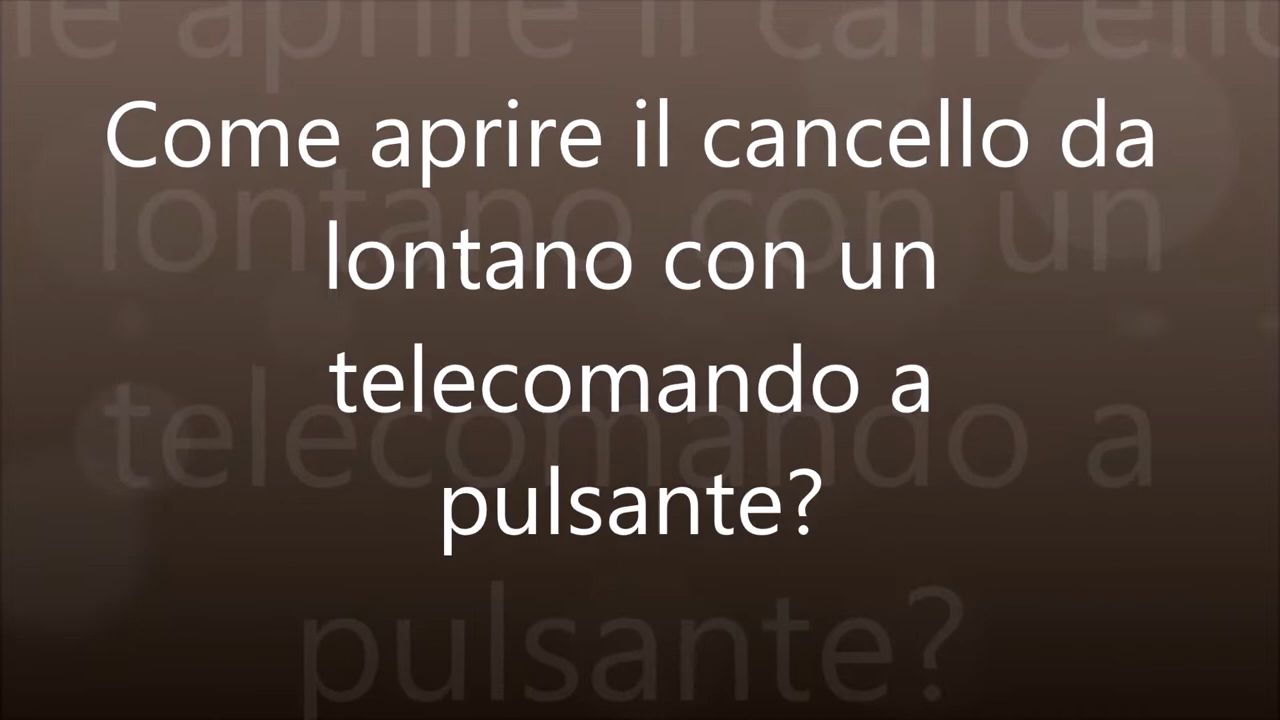 Come aprire il cancello da
lontano con un
telecomando a
pulsante?